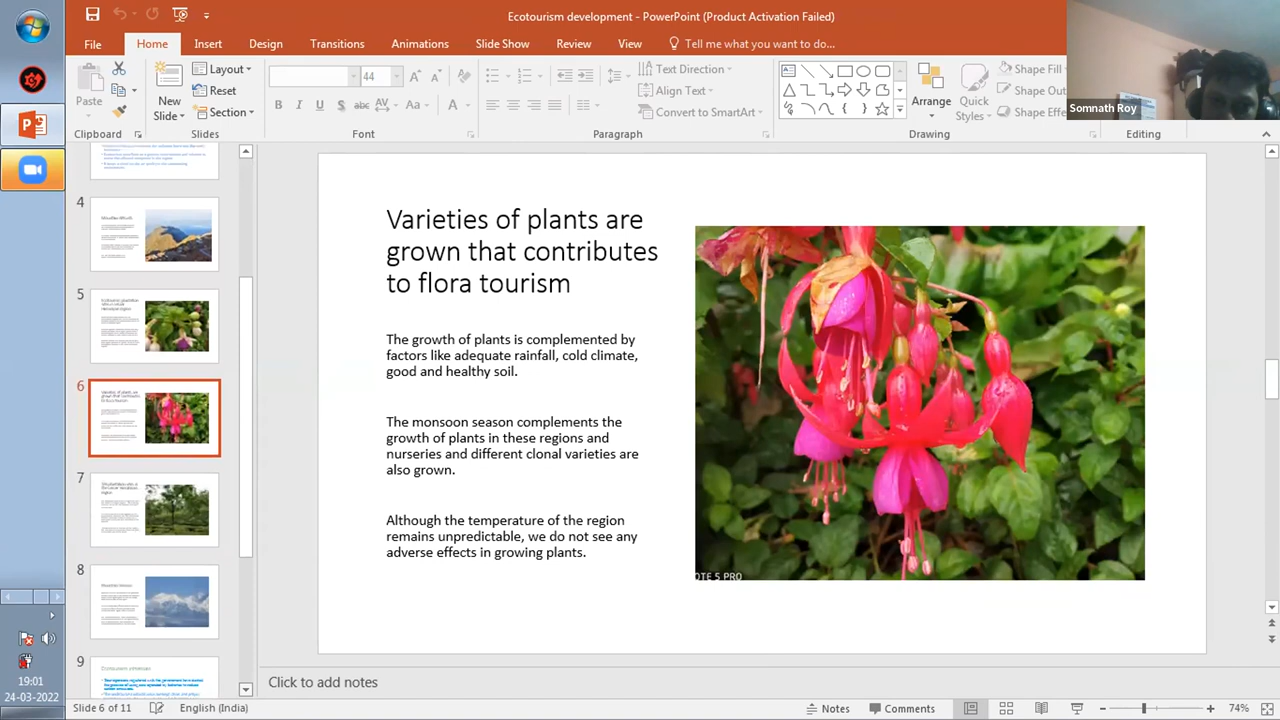 Ecotourism development - PowerPoint (Product Activation Failed)
File Home Insert Design Transitions Animations Slide Show Review View Tell me what you want to do...
Paste
New
Slide
Layout
Reset
Section
44
Text Direction
Align Text
Convert to SmartArt
Arrange
Quick
Styles
Shape Fill
Shape Out
Somnath Roy
Clipboard Slides Font Paragraph Drawing Editing
4
5
6
7
8
9
Varieties of plants are
grown that contributes
to flora tourism
The growth of plants is complemented by
factors like adequate rainfall, cold climate,
good and healthy soil.
The monsoon season complements the
growth of plants in these regions and
nurseries and different clonal varieties are
also grown.
Although the temperature of the region
remains unpredictable, we do not see any
adverse effects in growing plants.
OTE 5 PRO
Click to add notes
19:01
24-03-2022
Slide 6 of 11 English (India) Notes Comments 74%